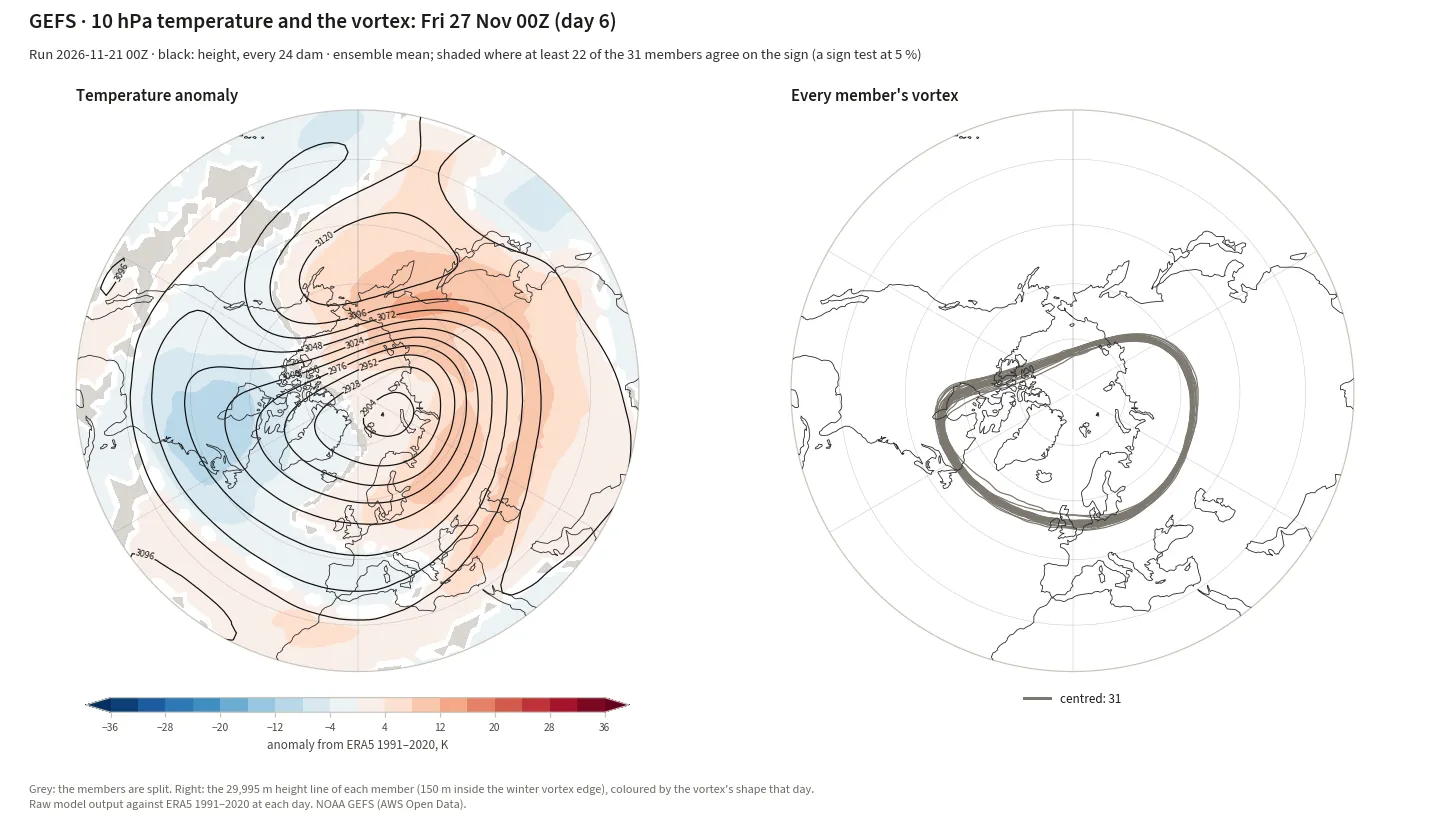 GEFS · 10 hPa temperature and the vortex: Fri 27 Nov 00Z (day 6)
Run 2026-11-21 00Z · black: height, every 24 dam · ensemble mean; shaded where at least 22 of the 31 members agree on the sign (a sign test at 5 %)
Temperature anomaly
Every member's vortex
3120
3096
3096 3072
3048 3024
2976 2952
2928
2904
3096
centred: 31
−36 −28 −20 −12 −4 4 12 20 28 36
anomaly from ERA5 1991–2020, K
Grey: the members are split. Right: the 29,995 m height line of each member (150 m inside the winter vortex edge), coloured by the vortex's shape that day.
Raw model output against ERA5 1991–2020 at each day. NOAA GEFS (AWS Open Data).